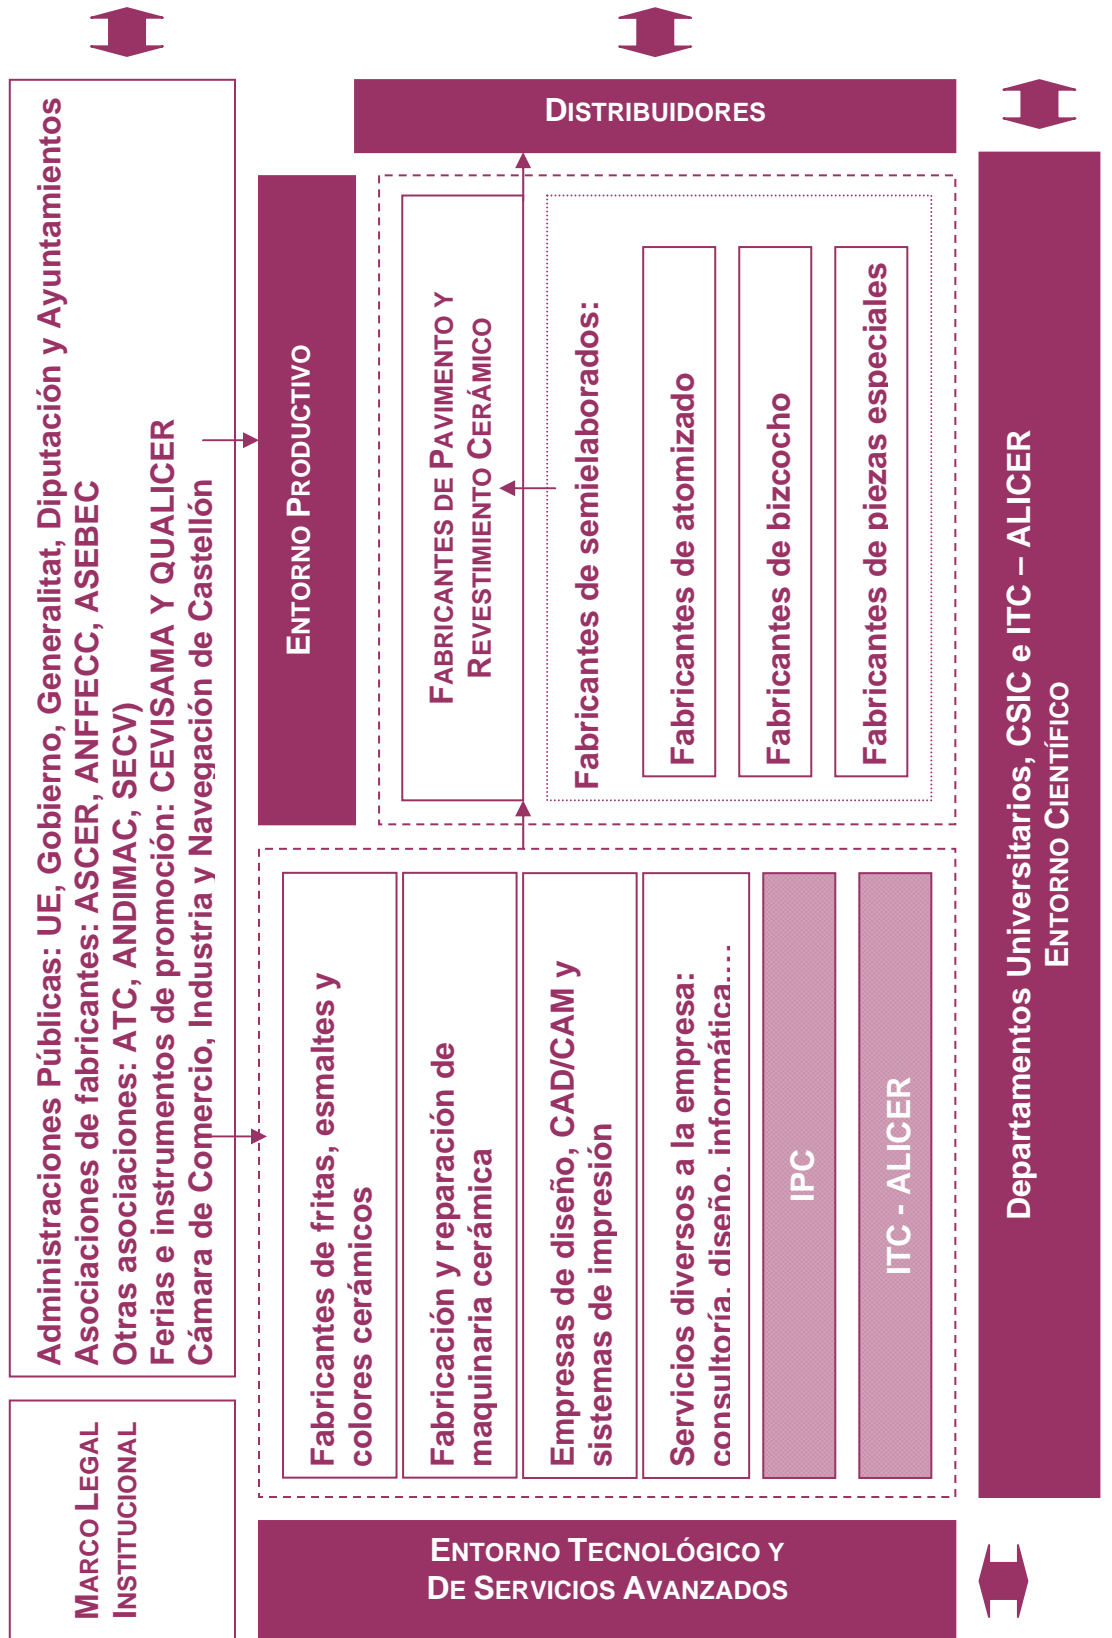 MARCO LEGAL
INSTITUCIONAL
Administraciones Públicas: UE, Gobierno, Generalitat, Diputación y Ayuntamientos
Asociaciones de fabricantes: ASCER, ANFFECC, ASEBEC
Otras asociaciones: ATC, ANDIMAC, SECV)
Ferias e instrumentos de promoción: CEVISAMA Y QUALICER
Cámara de Comercio, Industria y Navegación de Castellón
ENTORNO TECNOLÓGICO Y
DE SERVICIOS AVANZADOS
Fabricantes de fritas, esmaltes y
colores cerámicos
Fabricación y reparación de
maquinaria cerámica
Empresas de diseño, CAD/CAM y
sistemas de impresión
Servicios diversos a la empresa:
consultoría, diseño, informática....
IPC
ITC - ALICER
ENTORNO PRODUCTIVO
FABRICANTES DE PAVIMENTO Y
REVESTIMIENTO CERÁMICO
Fabricantes de semielaborados:
Fabricantes de atomizado
Fabricantes de bizcocho
Fabricantes de piezas especiales
DISTRIBUIDORES
Departamentos Universitarios, CSIC e ITC – ALICER
ENTORNO CIENTÍFICO